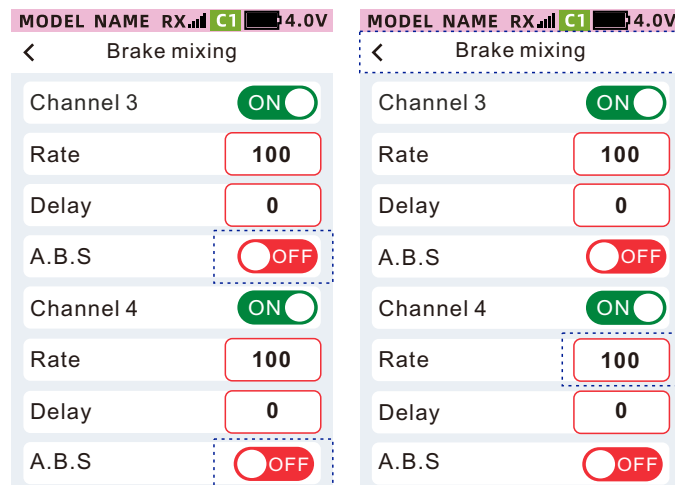 MODEL NAME RX C1 4.0V
Brake mixing
Channel 3 ON
Rate 100
Delay 0
A.B.S OFF
Channel 4 ON
Rate 100
Delay 0
A.B.S OFF
MODEL NAME RX C1 4.0V
Brake mixing
Channel 3 ON
Rate 100
Delay 0
A.B.S OFF
Channel 4 ON
Rate 100
Delay 0
A.B.S OFF